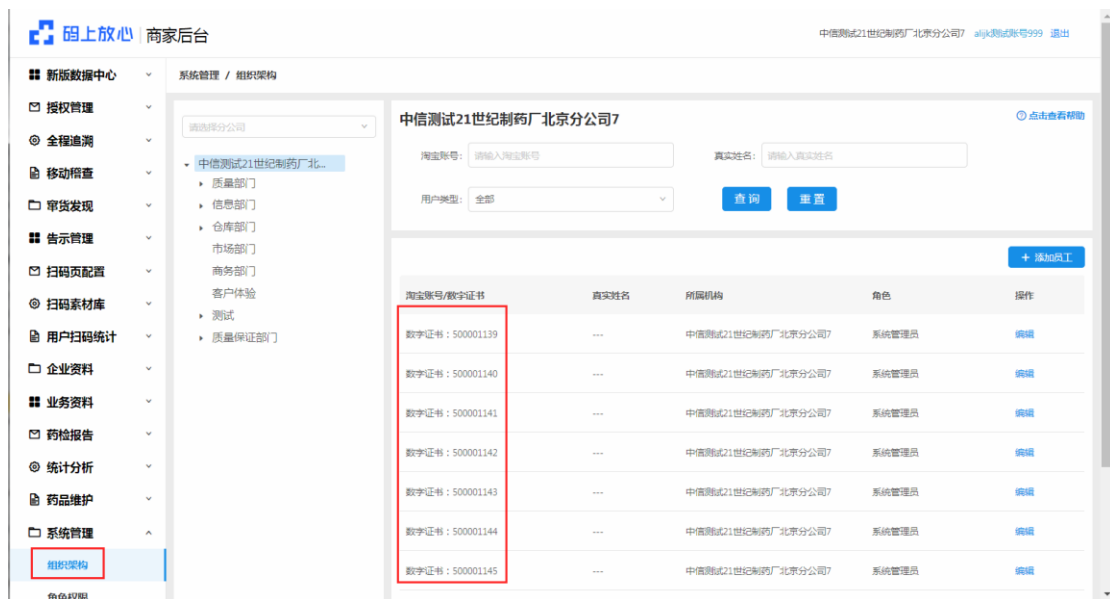 码上放心 商家后台
中信测试21世纪制药厂北京分公司7 alijk测试账号999 退出
新版数据中心
授权管理
全程追溯
移动稽查
窜货发现
告示管理
扫码页配置
扫码素材库
用户扫码统计
企业资料
业务资料
药检报告
统计分析
药品维护
系统管理
组织架构
角色权限
系统管理 / 组织架构
请选择分公司
中信测试21世纪制药厂北...
质量部门
信息部门
仓库部门
市场部门
商务部门
客户体验
测试
质量保证部门
中信测试21世纪制药厂北京分公司7
点击查看帮助
淘宝账号: 请输入淘宝账号 真实姓名: 请输入真实姓名
用户类型: 全部 查询 重置
+ 添加员工
淘宝账号/数字证书 真实姓名 所属机构 角色 操作
数字证书：500001139 --- 中信测试21世纪制药厂北京分公司7 系统管理员 编辑
数字证书：500001140 --- 中信测试21世纪制药厂北京分公司7 系统管理员 编辑
数字证书：500001141 --- 中信测试21世纪制药厂北京分公司7 系统管理员 编辑
数字证书：500001142 --- 中信测试21世纪制药厂北京分公司7 系统管理员 编辑
数字证书：500001143 --- 中信测试21世纪制药厂北京分公司7 系统管理员 编辑
数字证书：500001144 --- 中信测试21世纪制药厂北京分公司7 系统管理员 编辑
数字证书：500001145 --- 中信测试21世纪制药厂北京分公司7 系统管理员 编辑